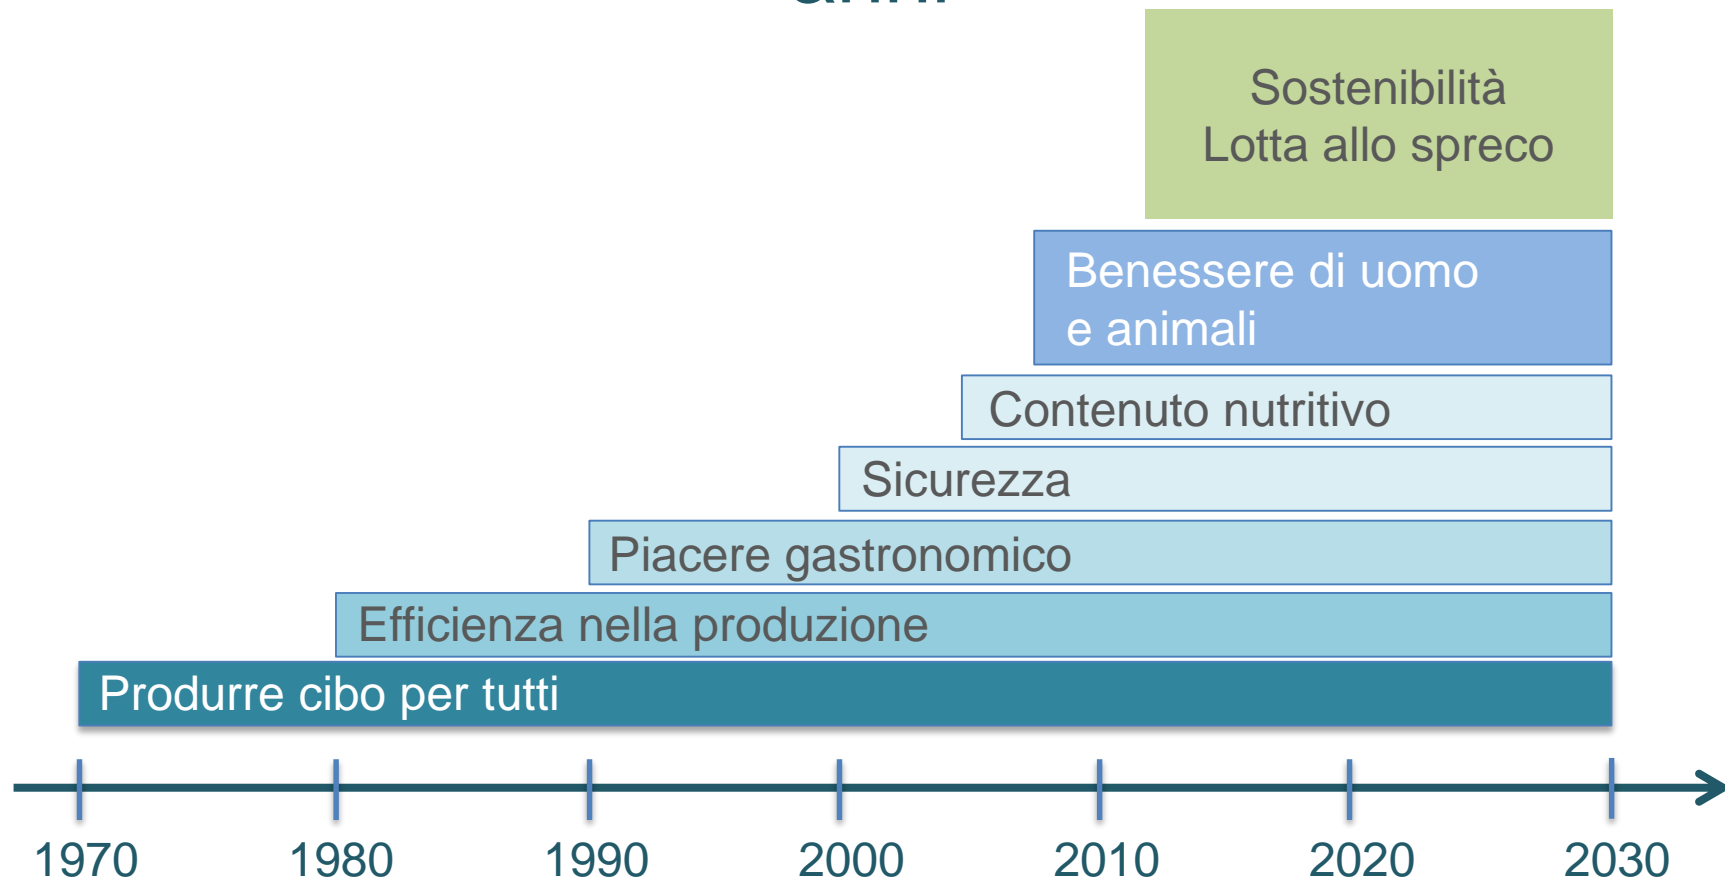 anni
Sostenibilità
Lotta allo spreco
Benessere di uomo
e animali
Contenuto nutritivo
Sicurezza
Piacere gastronomico
Efficienza nella produzione
Produrre cibo per tutti
1970 1980 1990 2000 2010 2020 2030